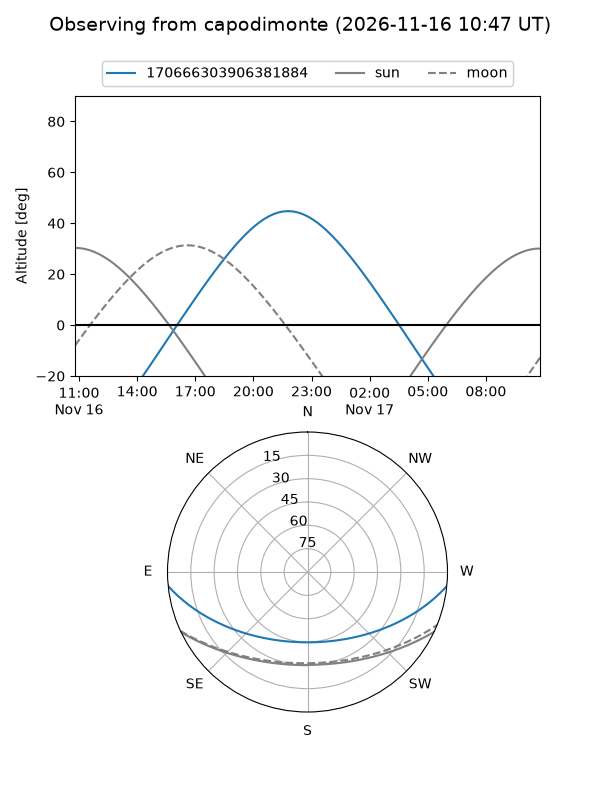 Observing from capodimonte (2026-11-16 10:47 UT)
170666303906381884 sun moon
Altitude [deg]
80
60
40
20
0
−20
11:00 14:00 17:00 20:00 23:00 02:00 05:00 08:00
Nov 16 Nov 17
N
NE NW
15
30
45
60
75
E W
SE SW
S